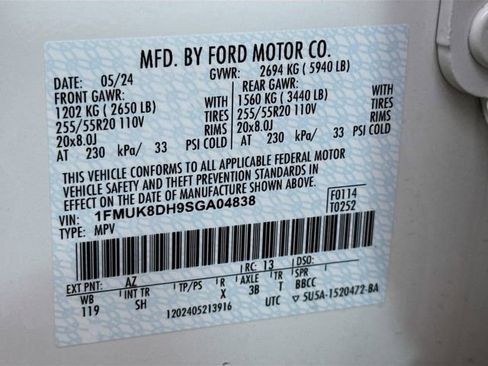 MFD. BY FORD MOTOR CO.
DATE: 05/24 GVWR: 2694 KG ( 5940 LB)
FRONT GAWR: REAR GAWR:
1202 KG ( 2650 LB) WITH 1560 KG ( 3440 LB) WITH
255/55R20 110V TIRES 255/55R20 110V TIRES
20x8.0J RIMS 20x8.0J RIMS
AT 230 kPa/ 33 PSI COLD AT 230 kPa/ 33 PSI COLD
THIS VEHICLE CONFORMS TO ALL APPLICABLE FEDERAL MOTOR
VEHICLE SAFETY AND THEFT PREVENTION STANDARDS IN
EFFECT ON THE DATE OF MANUFACTURE SHOWN ABOVE.
VIN: 1FMUK8DH9SGA04838 F0114
TYPE: MPV T0252
EXT PNT: AZ RC: 13 DSO:
WB INT TR TP/PS R AXLE TR SPR
119 SH X 3B T BBCC
1202405213916 UTC 5U5A-1520472-BA